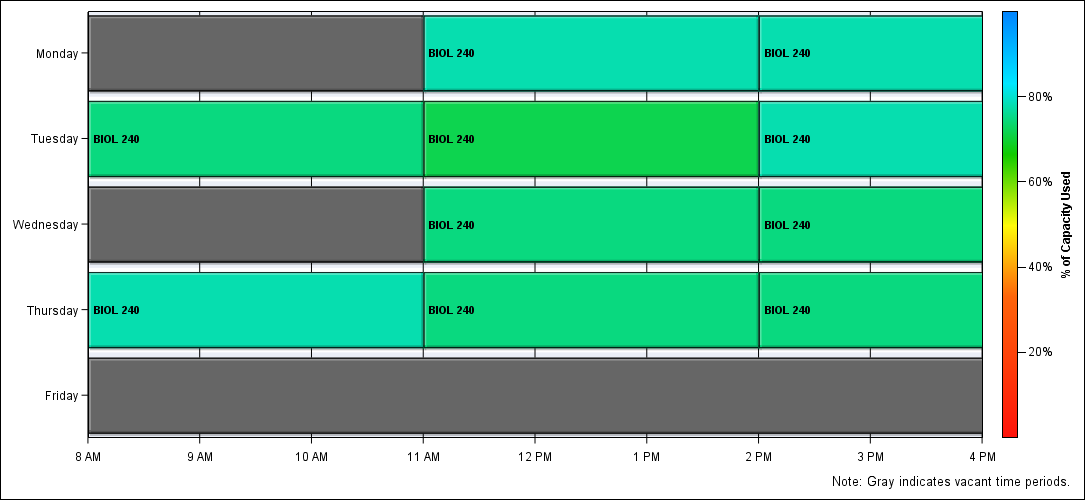 Monday
BIOL 240
BIOL 240
Tuesday
BIOL 240
BIOL 240
BIOL 240
Wednesday
BIOL 240
BIOL 240
Thursday
BIOL 240
BIOL 240
BIOL 240
Friday
8 AM 9 AM 10 AM 11 AM 12 PM 1 PM 2 PM 3 PM 4 PM
80%
60%
40%
20%
% of Capacity Used
Note: Gray indicates vacant time periods.